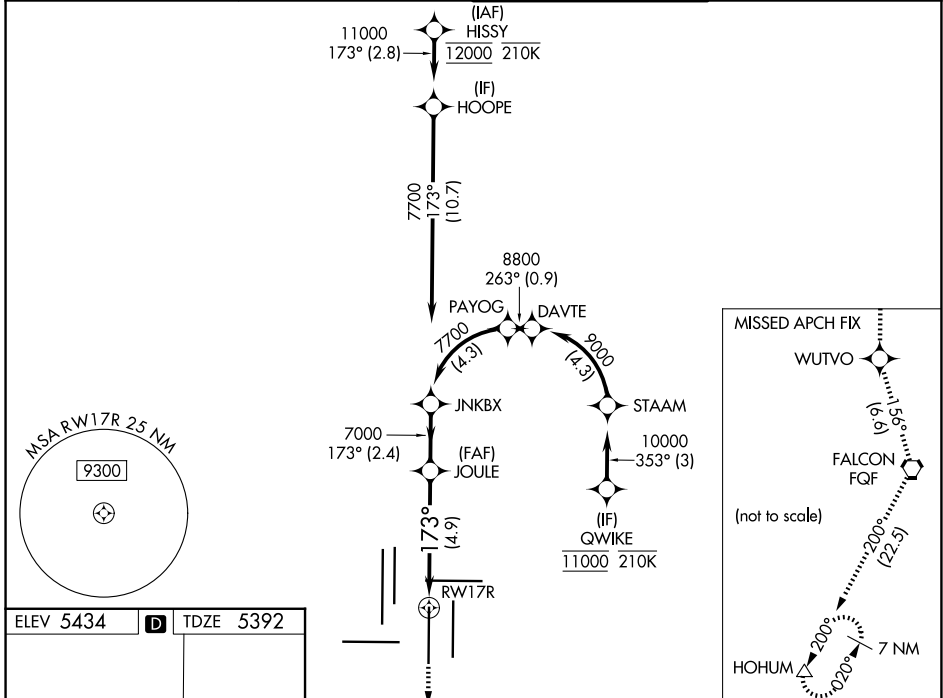 (IAF)
HISSY
12000 210K
11000
173° (2.8)
(IF)
HOOPE
7700
173°
(10.7)
8800
263° (0.9)
PAYOG
DAVTE
7700
(4.3)
9000
(4.3)
JNKBX
STAAM
7000
173° (2.4)
(FAF)
JOULE
10000
353° (3)
(IF)
QWIKE
11000 210K
173°
(4.9)
RW17R
MSA RW17R 25 NM
9300
MISSED APCH FIX
WUTVO
156°
(6.6)
FALCON
FQF
(not to scale)
200°
(22.5)
200°
7 NM
HOHUM
020°
ELEV 5434 D TDZE 5392